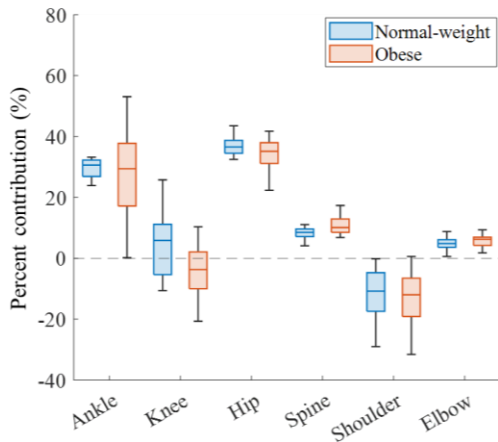 Normal-weight
Obese
Percent contribution (%)
80
60
40
20
0
-20
-40
Ankle
Knee
Hip
Spine
Shoulder
Elbow